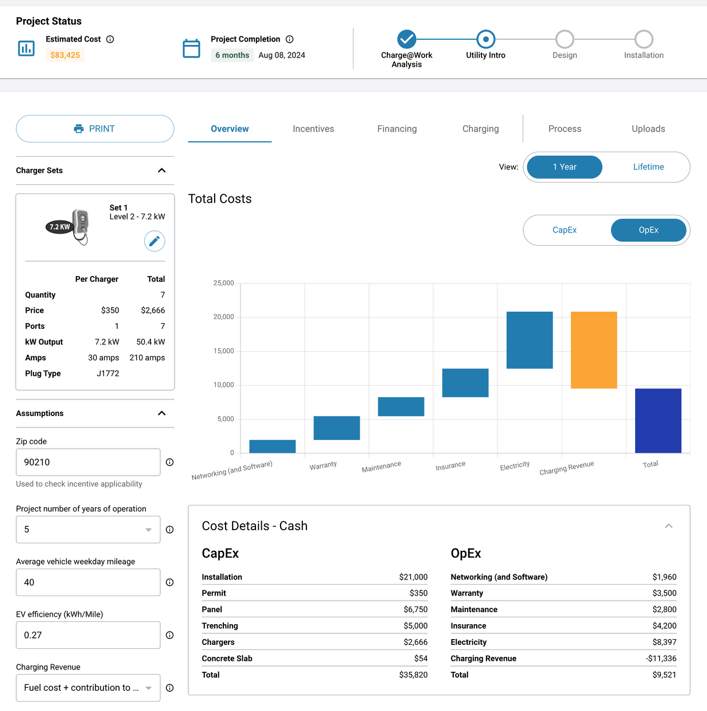 Project Status
Estimated Cost
$83,425
Project Completion
6 months Aug 08, 2024
Charge@Work
Analysis
Utility Intro
Design
Installation
PRINT
Overview
Incentives
Financing
Charging
Process
Uploads
View:
1 Year
Lifetime
Charger Sets
7.2 KW
Set 1
Level 2 - 7.2 kW
Per Charger Total
Quantity 7
Price $350 $2,666
Ports 1 7
kW Output 7.2 kW 50.4 kW
Amps 30 amps 210 amps
Plug Type J1772
Assumptions
Zip code
90210
Used to check incentive applicability
Project number of years of operation
5
Average vehicle weekday mileage
40
EV efficiency (kWh/Mile)
0.27
Charging Revenue
Fuel cost + contribution to ...
Total Costs
CapEx
OpEx
25,000
20,000
15,000
10,000
5,000
0
Networking (and Software)
Warranty
Maintenance
Insurance
Electricity
Charging Revenue
Total
Cost Details - Cash
CapEx
Installation $21,000
Permit $350
Panel $6,750
Trenching $5,000
Chargers $2,666
Concrete Slab $54
Total $35,820
OpEx
Networking (and Software) $1,960
Warranty $3,500
Maintenance $2,800
Insurance $4,200
Electricity $8,397
Charging Revenue -$11,336
Total $9,521